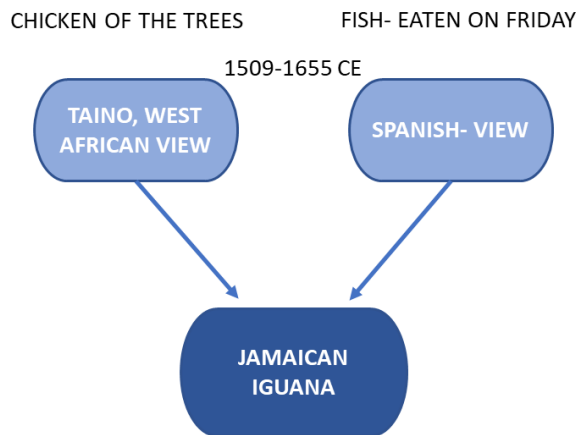 CHICKEN OF THE TREES
FISH- EATEN ON FRIDAY
1509-1655 CE
TAINO, WEST
AFRICAN VIEW
SPANISH- VIEW
JAMAICAN
IGUANA